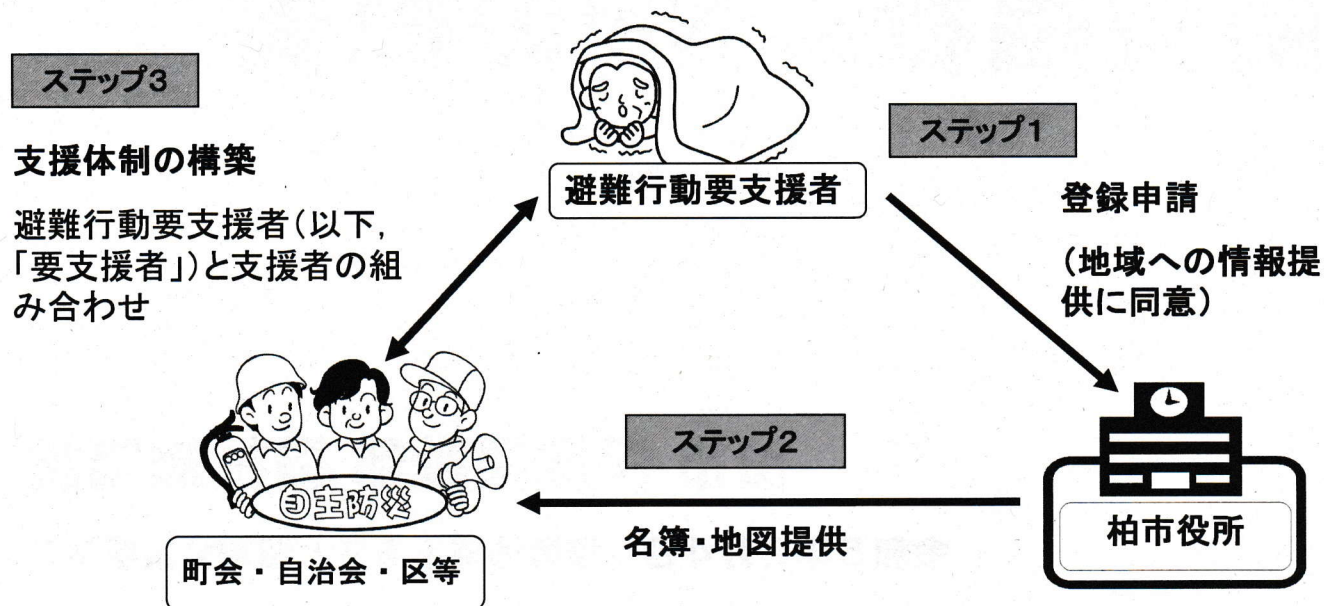 ステップ1
登録申請
(地域への情報提
供に同意)
避難行動要支援者
柏市役所
ステップ2
名簿・地図提供
自主防災
町会・自治会・区等
ステップ3
支援体制の構築
避難行動要支援者(以下,
「要支援者」)と支援者の組
み合わせ